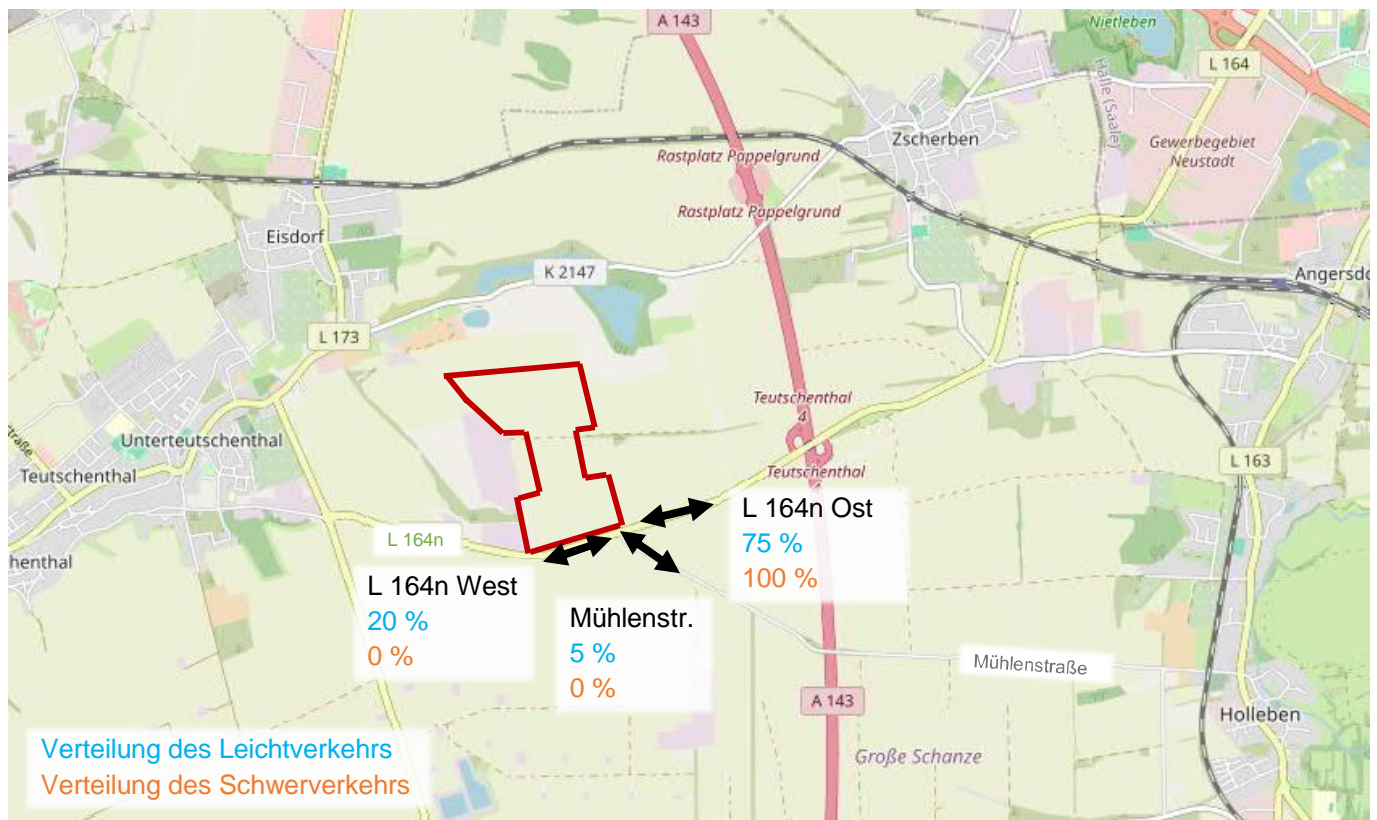 A 143
Nietleben
L 164
Halle (Saale)
Zscherben
Gewerbegebiet
Neustadt
Rastplatz Pappelgrund
Rastplatz Pappelgrund
Eisdorf
K 2147
Angersdo
L 173
Teutschenthal
4
Unterteutschenthal
Straße
Teutschenthal
Teutschenthal
L 163
L 164n
henthal
L 164n Ost
75 %
100 %
L 164n West
20 %
0 %
Mühlenstr.
5 %
0 %
Mühlenstraße
A 143
Holleben
Große Schanze
Verteilung des Leichtverkehrs
Verteilung des Schwerverkehrs